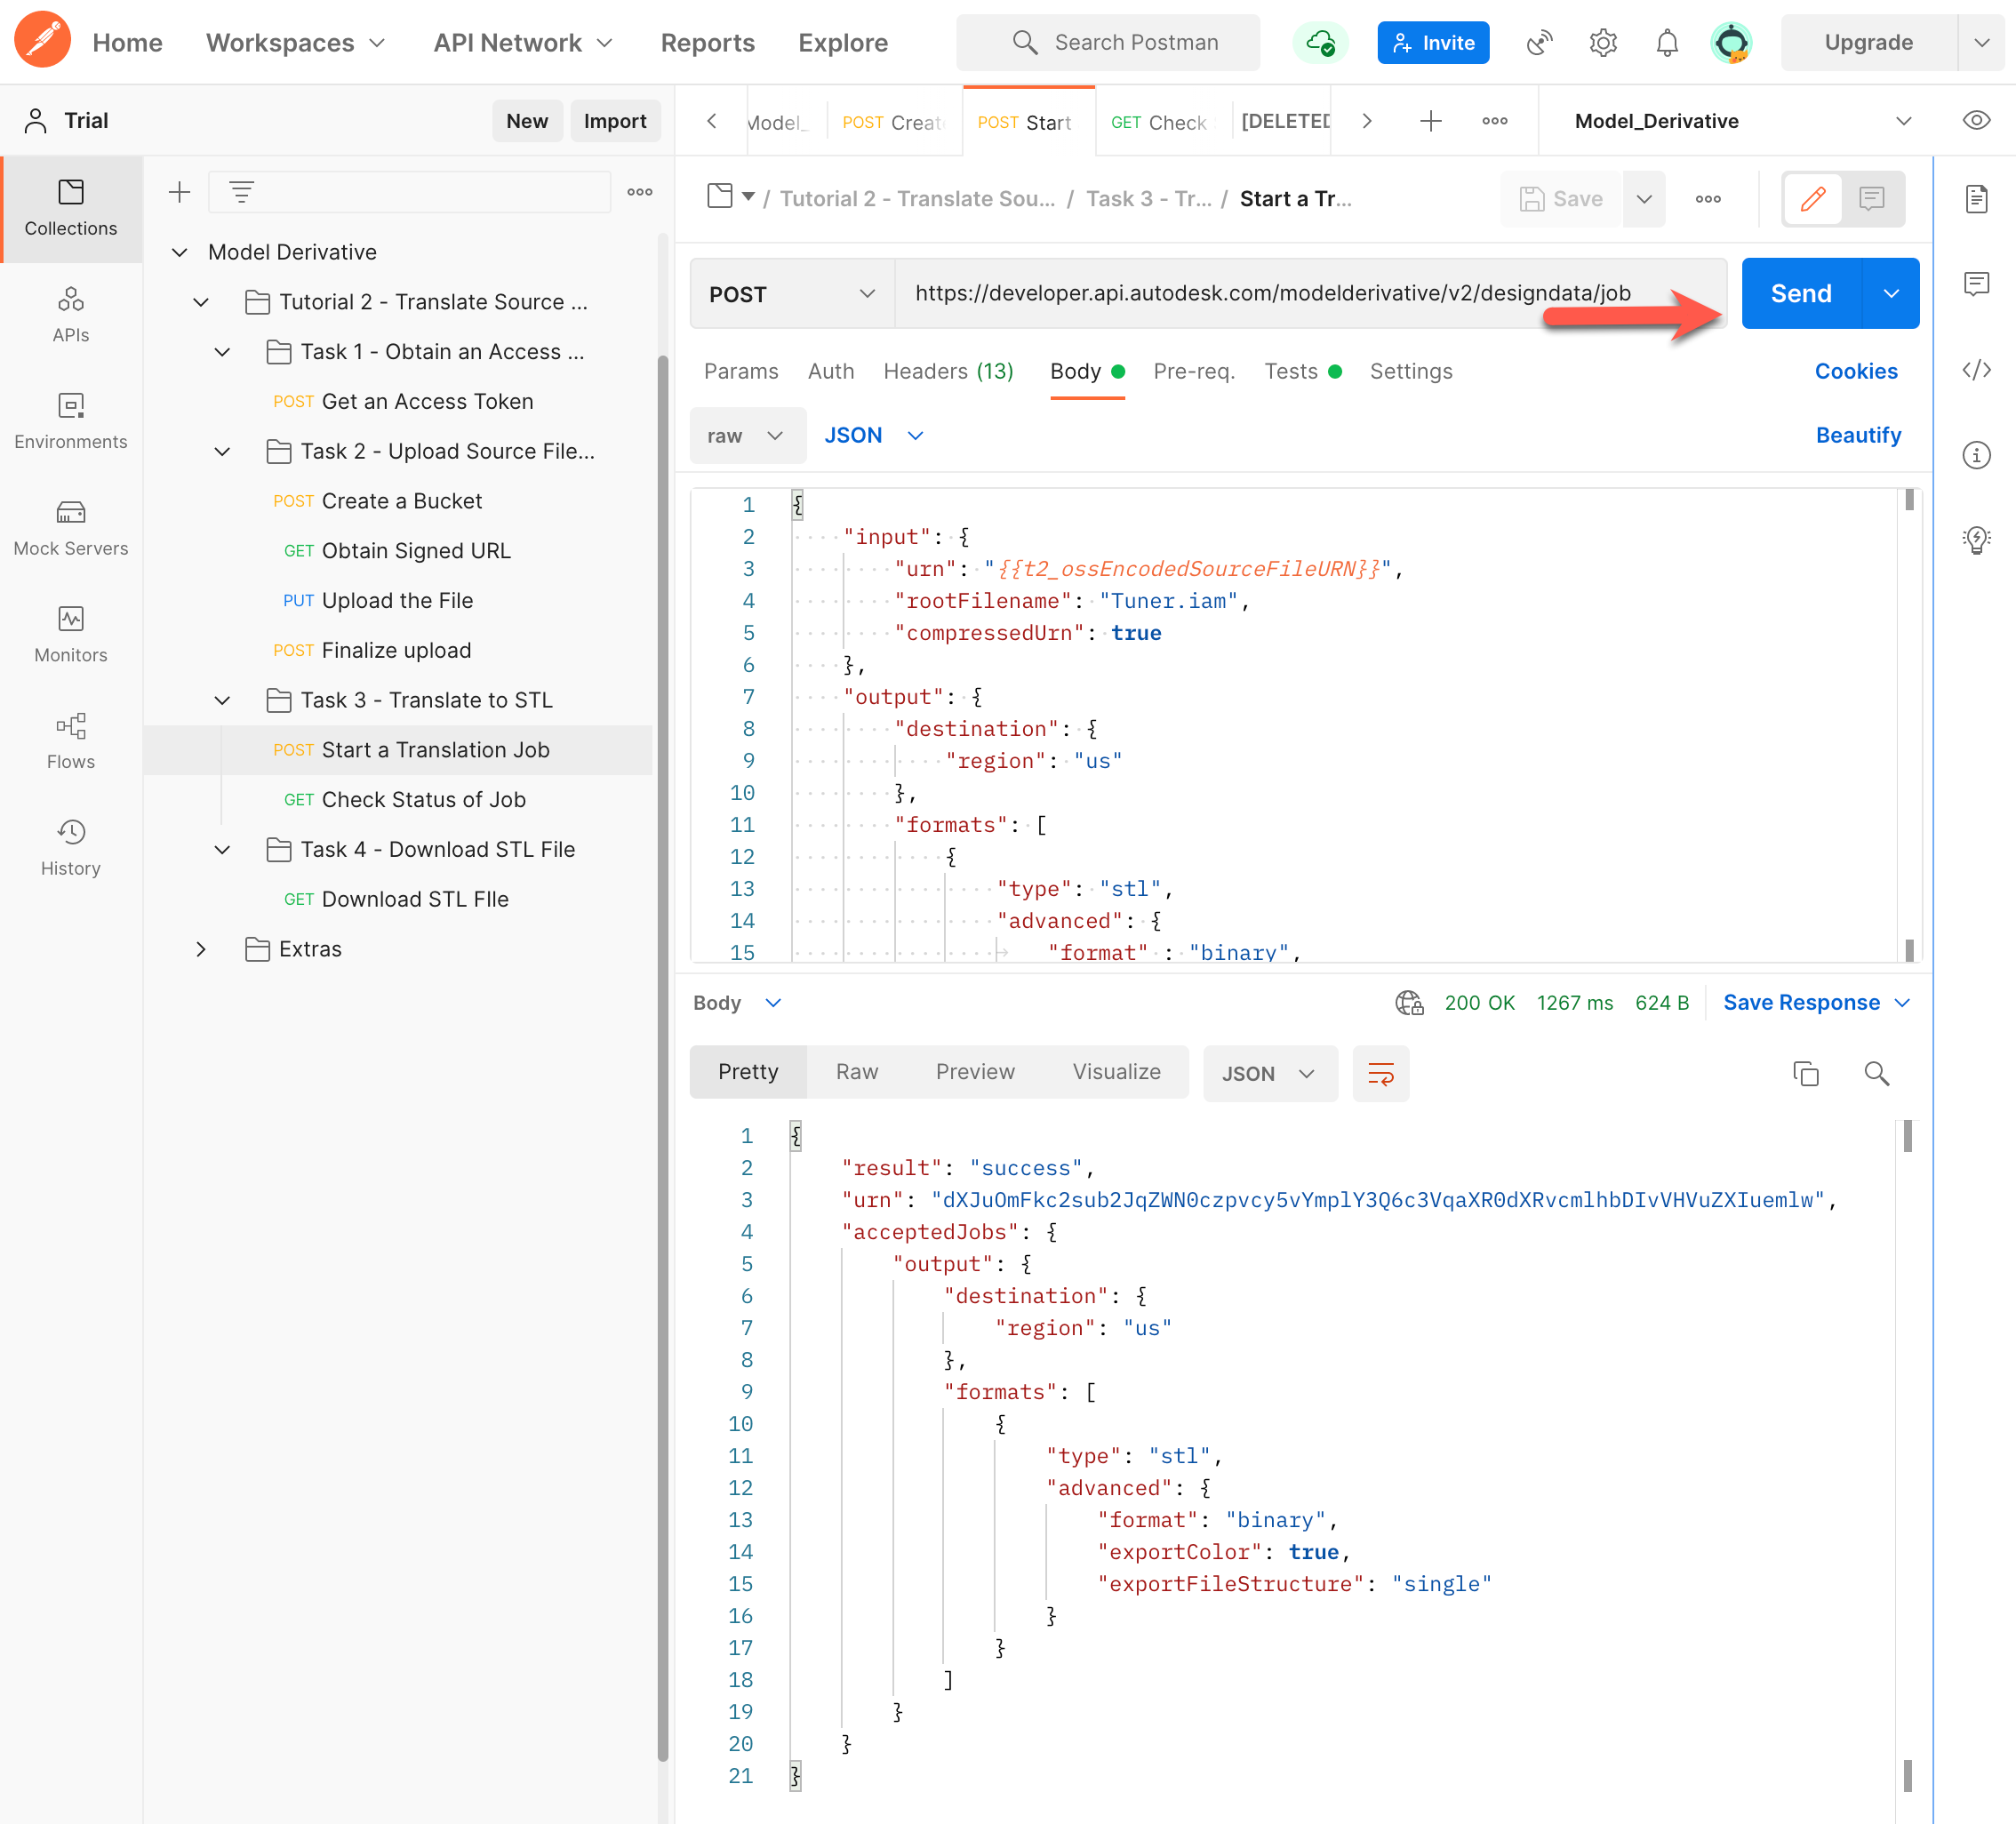 Home Workspaces API Network Reports Explore Search Postman Invite Upgrade
Trial New Import
Model_ POST Create POST Start GET Check [DELETED Model_Derivative
Collections
APIs
Environments
Mock Servers
Monitors
Flows
History
Model Derivative
Tutorial 2 - Translate Source ...
Task 1 - Obtain an Access ...
POST Get an Access Token
Task 2 - Upload Source File...
POST Create a Bucket
GET Obtain Signed URL
PUT Upload the File
POST Finalize upload
Task 3 - Translate to STL
POST Start a Translation Job
GET Check Status of Job
Task 4 - Download STL File
GET Download STL FIle
Extras
/ Tutorial 2 - Translate Sou... / Task 3 - Tr... / Start a Tr... Save
POST https://developer.api.autodesk.com/modelderivative/v2/designdata/job Send
Params Auth Headers (13) Body Pre-req. Tests Settings Cookies
raw JSON Beautify
1 {
2 "input": {
3 "urn": "{{t2_ossEncodedSourceFileURN}}",
4 "rootFilename": "Tuner.iam",
5 "compressedUrn": true
6 },
7 "output": {
8 "destination": {
9 "region": "us"
10 },
11 "formats": [
12 {
13 "type": "stl",
14 "advanced": {
15 "format" : "binary",
Body 200 OK 1267 ms 624 B Save Response
Pretty Raw Preview Visualize JSON
1 {
2 "result": "success",
3 "urn": "dXJuOmFkc2sub2JqZWN0czpvcy5vYmplY3Q6c3VqaXR0dXRvcmlhbDIvVHVuZXIuemlw",
4 "acceptedJobs": {
5 "output": {
6 "destination": {
7 "region": "us"
8 },
9 "formats": [
10 {
11 "type": "stl",
12 "advanced": {
13 "format": "binary",
14 "exportColor": true,
15 "exportFileStructure": "single"
16 }
17 }
18 ]
19 }
20 }
21 }